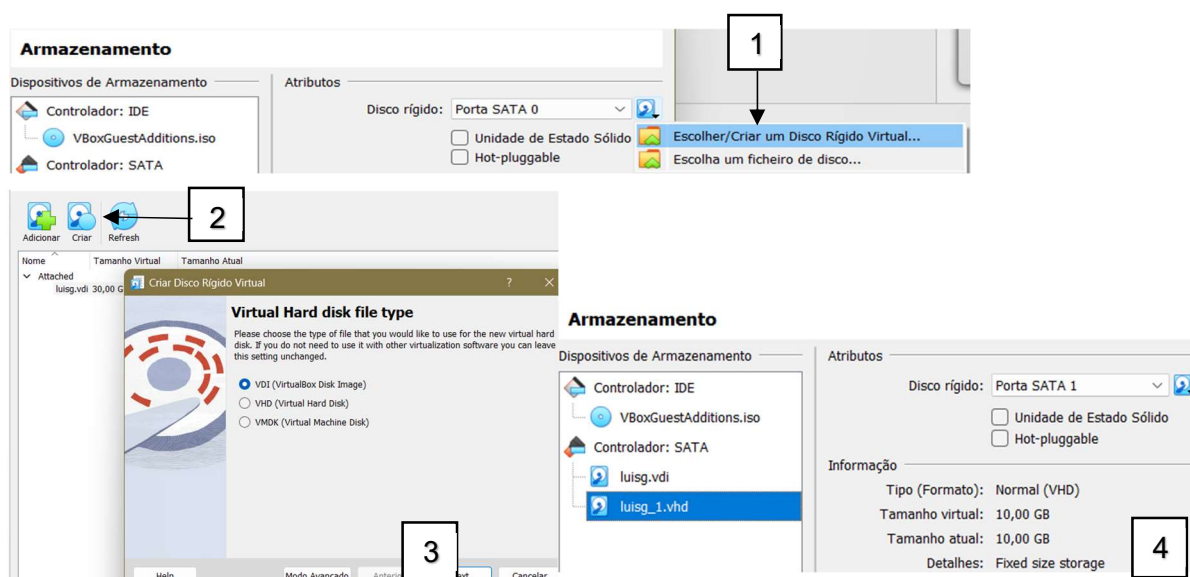 1
Armazenamento
Dispositivos de Armazenamento
Controlador: IDE
VBoxGuestAdditions.iso
Controlador: SATA
Atributos
Disco rígido: Porta SATA 0
Unidade de Estado Sólido
Hot-pluggable
Escolher/Criar um Disco Rígido Virtual...
Escolha um ficheiro de disco...
2
Adicionar Criar Refresh
Nome Tamanho Virtual Tamanho Atual
Attached
luisg.vdi 30,00 G
Criar Disco Rígido Virtual ?
Virtual Hard disk file type
Please choose the type of file that you would like to use for the new virtual hard
disk. If you do not need to use it with other virtualization software you can leave
this setting unchanged.
VDI (VirtualBox Disk Image)
VHD (Virtual Hard Disk)
VMDK (Virtual Machine Disk)
3
Help Modo Avançado Cancelar
Armazenamento
Dispositivos de Armazenamento
Controlador: IDE
VBoxGuestAdditions.iso
Controlador: SATA
luisg.vdi
luisg_1.vhd
Atributos
Disco rígido: Porta SATA 1
Unidade de Estado Sólido
Hot-pluggable
Informação
Tipo (Formato): Normal (VHD)
Tamanho virtual: 10,00 GB
Tamanho atual: 10,00 GB
Detalhes: Fixed size storage
4